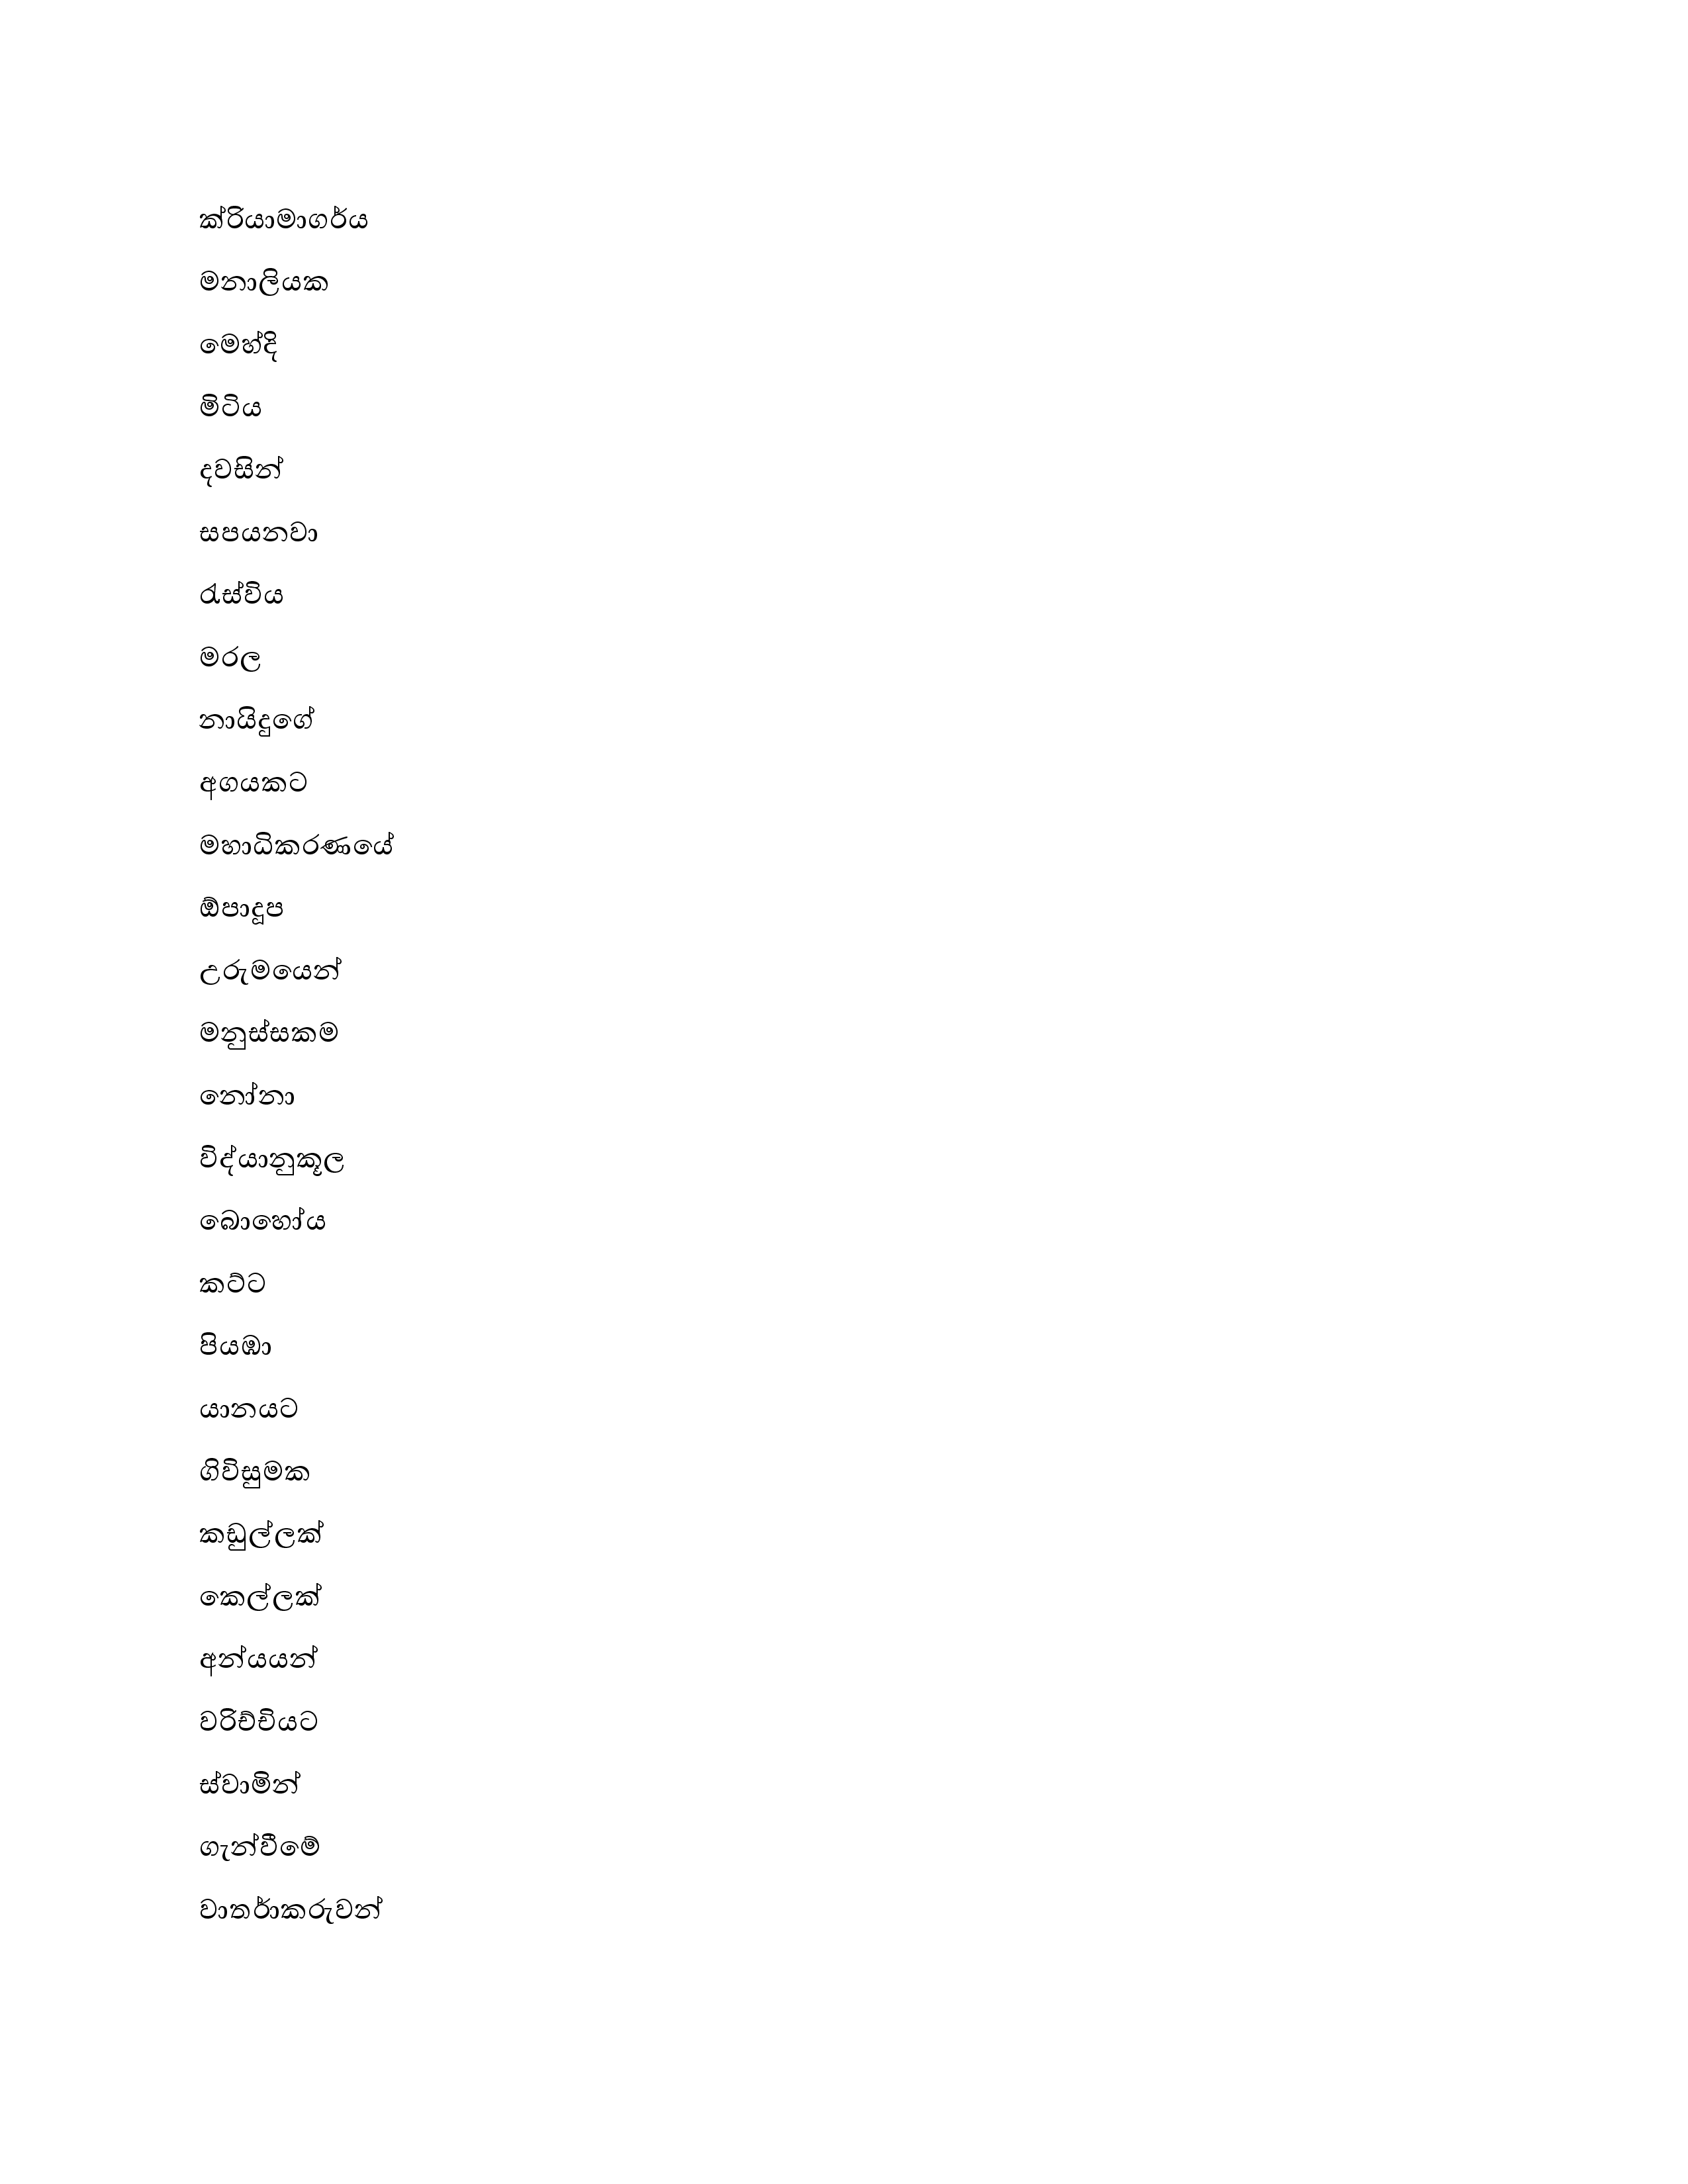 ක්රියාමාගර්ය
මනාලියක
මෙහ්දි
මිටිය
දවසින්
සපයනවා
රැස්විය
මරල
නායිදුගේ
අගයකට
මහාධිකරණයේ
ඕපාදූප
උරුමයෙන්
මනුස්සකම
නෝනා
විද්යානුකූල
බොහෝය
කට්ට
පියඹා
යානයට
ගිවිසුමක
කඩුල්ලක්
කෙල්ලක්
අන්යයන්
වරිච්චියට
ස්වාමින්
ගැන්වීමේ
වාතර්‍ාකරුවන්